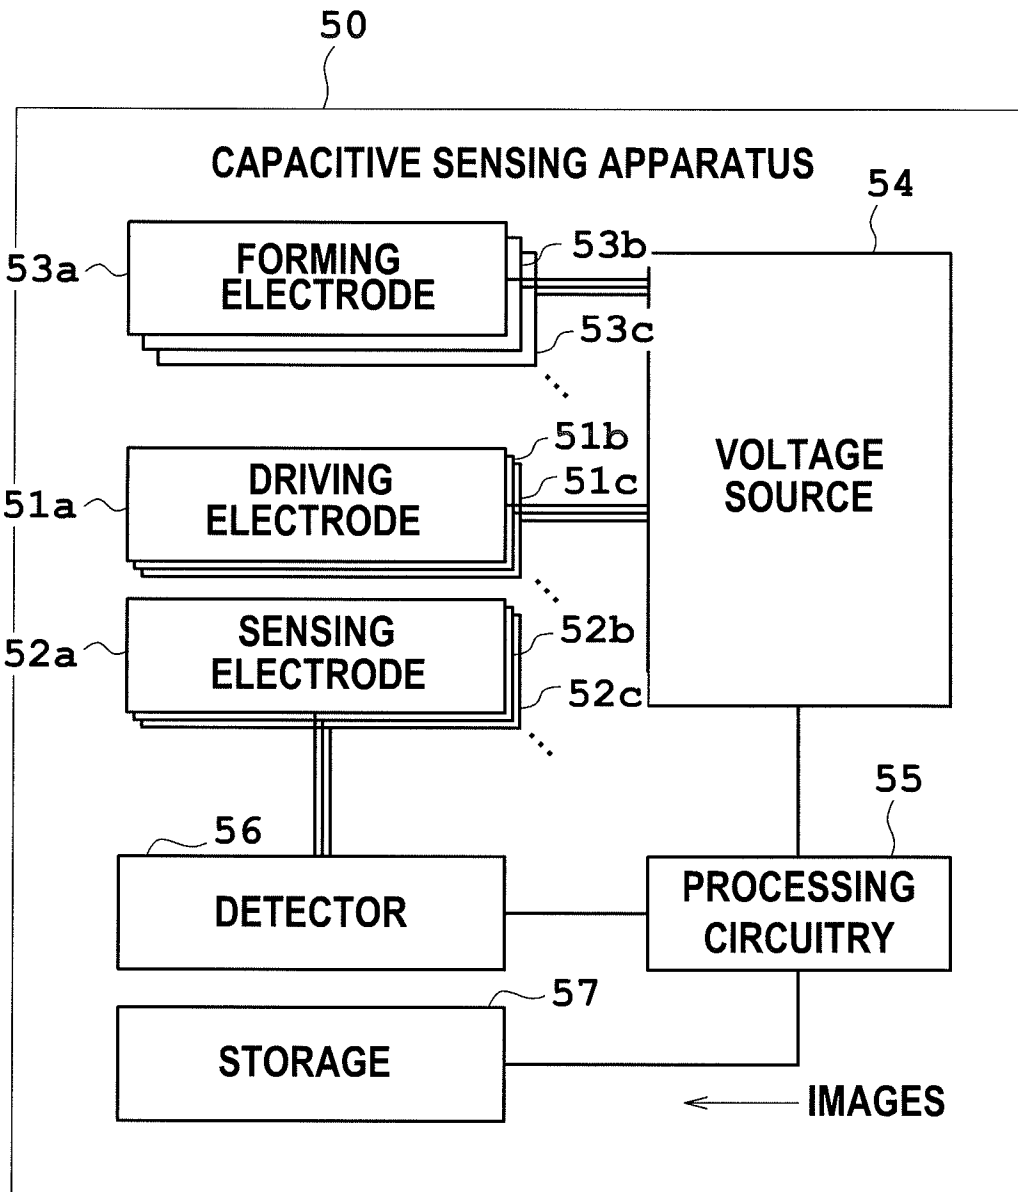 50
CAPACITIVE SENSING APPARATUS
54
53a
FORMING
ELECTRODE
53b
53c
51b
51c
51a
DRIVING
ELECTRODE
VOLTAGE
SOURCE
52a
SENSING
ELECTRODE
52b
52c
55
56
DETECTOR
PROCESSING
CIRCUITRY
57
STORAGE
IMAGES